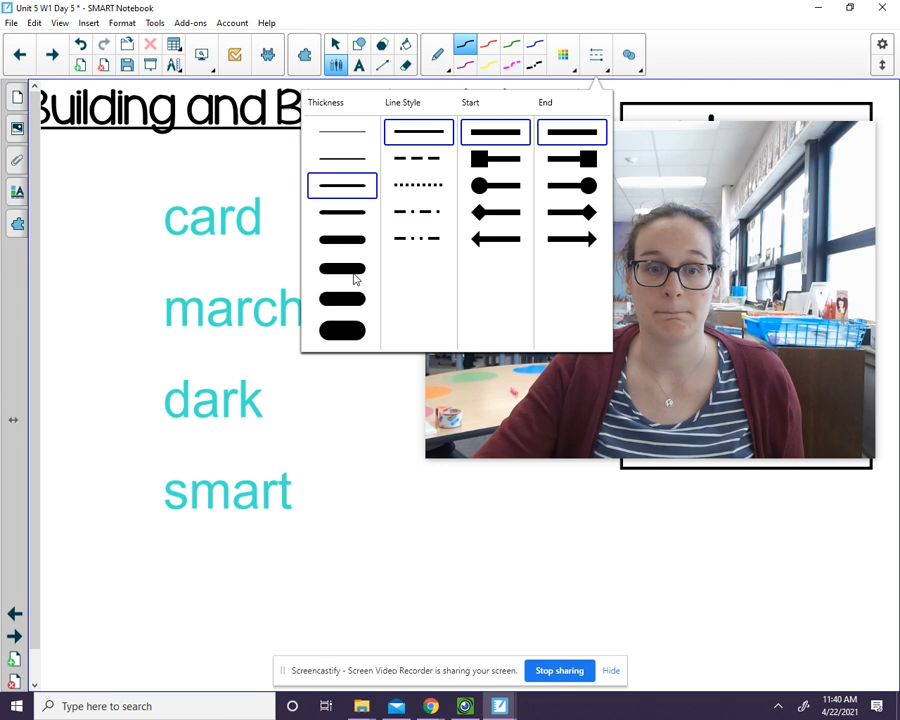 Unit 5 W1 Day 5 * - SMART Notebook
File Edit View Insert Format Tools Add-ons Account Help
Thickness Line Style Start End
Building and
card
march
dark
smart
Screencastify - Screen Video Recorder is sharing your screen. Stop sharing Hide
Type here to search
11:40 AM
4/22/2021